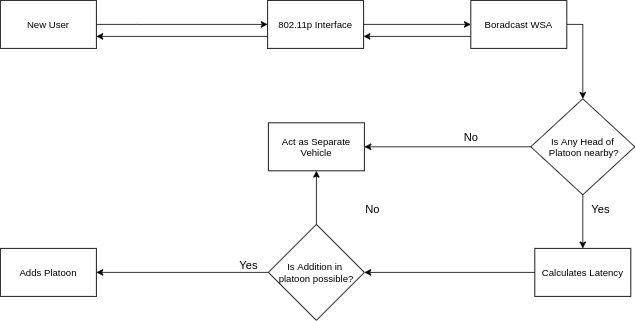 New User
802.11p Interface
Boradcast WSA
Act as Separate
Vehicle
No
Is Any Head of
Platoon nearby?
No
Yes
Adds Platoon
Yes
Is Addition in
platoon possible?
Calculates Latency